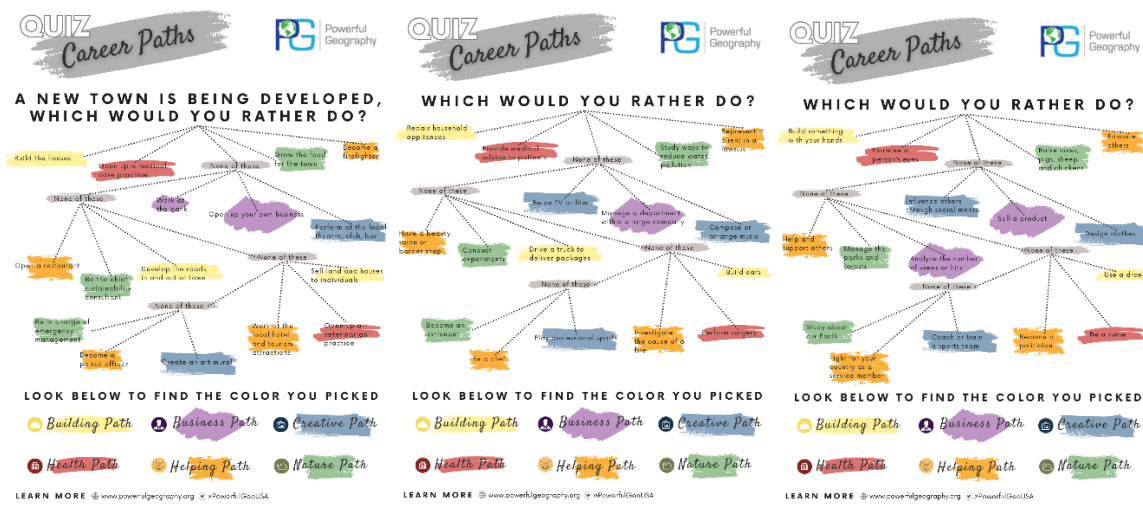 QUIZ
Career Paths
PG
Powerful
Geography
A NEW TOWN IS BEING DEVELOPED,
WHICH WOULD YOU RATHER DO?
Build the houses
Open up a medical
care practice
None of these
Grow the food
for the town
Become a
firefighter
None of these
Work at
the bank
Open up your own business
Perform at the local
theatre, club, bar
Open a restaurant
Be the chief
sustainability
consultant
Develop the roads
in and out of town
None of these
Sell land and houses
to individuals
None of these
Be in charge of
emergency
management
Become a
police officer
Create an art mural
Work at the
local hotel
and tourism
attractions
Open up a
veterinarian
practice
LOOK BELOW TO FIND THE COLOR YOU PICKED
Building Path
Business Path
Creative Path
Health Path
Helping Path
Nature Path
LEARN MORE
www.powerfulgeography.org
@PowerfulGeoUSA
QUIZ
Career Paths
PG
Powerful
Geography
WHICH WOULD YOU RATHER DO?
Repair household
appliances
Provide medical
advice to patients
None of these
Study ways to
reduce water
pollution
Represent a
client in a
lawsuit
None of these
Be on TV or film
Manage a department
within a large company
Compose or
arrange music
Have a beauty
salon or
barber shop
Conduct
experiments
Drive a truck to
deliver packages
None of these
Build cars
None of these
Become an
astronaut
Be a chef
Play professional sports
Investigate
the cause of a
fire
Perform surgery
LOOK BELOW TO FIND THE COLOR YOU PICKED
Building Path
Business Path
Creative Path
Health Path
Helping Path
Nature Path
LEARN MORE
www.powerfulgeography.org
@PowerfulGeoUSA
QUIZ
Career Paths
PG
Powerful
Geography
WHICH WOULD YOU RATHER DO?
Build something
with your hands
Examine a
person's eyes
None of these
Raise cows,
pigs, sheep,
and chickens
others
None of these
Influence others
through social media
Sell a product
Design clothes
Help and
support others
Manage the
parks and
forests
Analyze the number
of views or hits
None of these
Use a drone
None of these
Study about
our Earth
Fight for your
country as a
service member
Coach or train
a sports team
Become a
politician
Be a nurse
LOOK BELOW TO FIND THE COLOR YOU PICKED
Building Path
Business Path
Creative Path
Health Path
Helping Path
Nature Path
LEARN MORE
www.powerfulgeography.org
@PowerfulGeoUSA